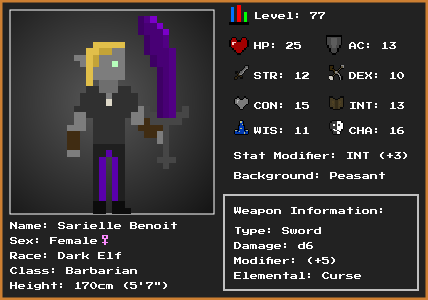 Level: 77
HP: 25 AC: 13
STR: 12 DEX: 10
CON: 15 INT: 13
WIS: 11 CHA: 16
Stat Modifier: INT (+3)
Background: Peasant
Weapon Information:
Type: Sword
Damage: d6
Modifier: (+5)
Elemental: Curse
Name: Sarielle Benoit
Sex: Female♀
Race: Dark Elf
Class: Barbarian
Height: 170cm (5'7")